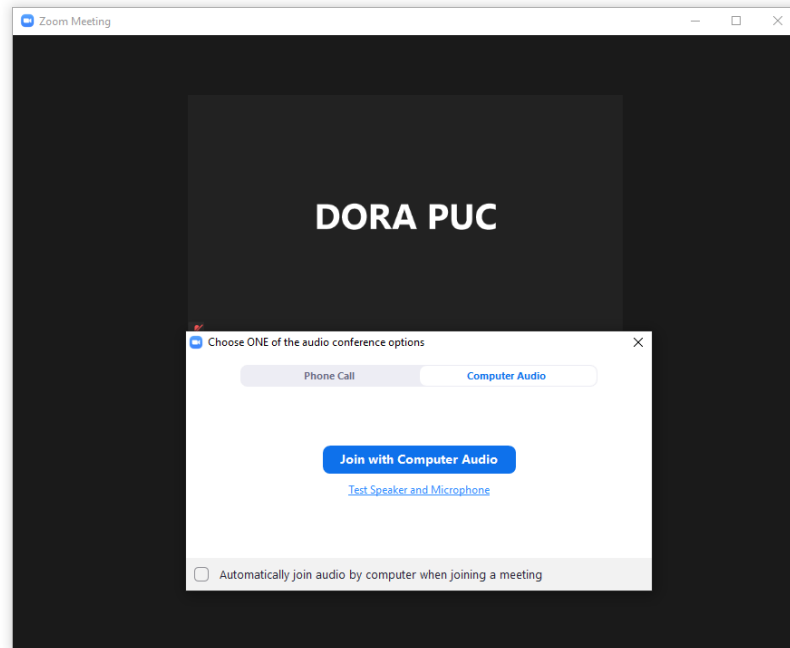 Zoom Meeting
DORA PUC
Choose ONE of the audio conference options
Phone Call
Computer Audio
Join with Computer Audio
Test Speaker and Microphone
Automatically join audio by computer when joining a meeting